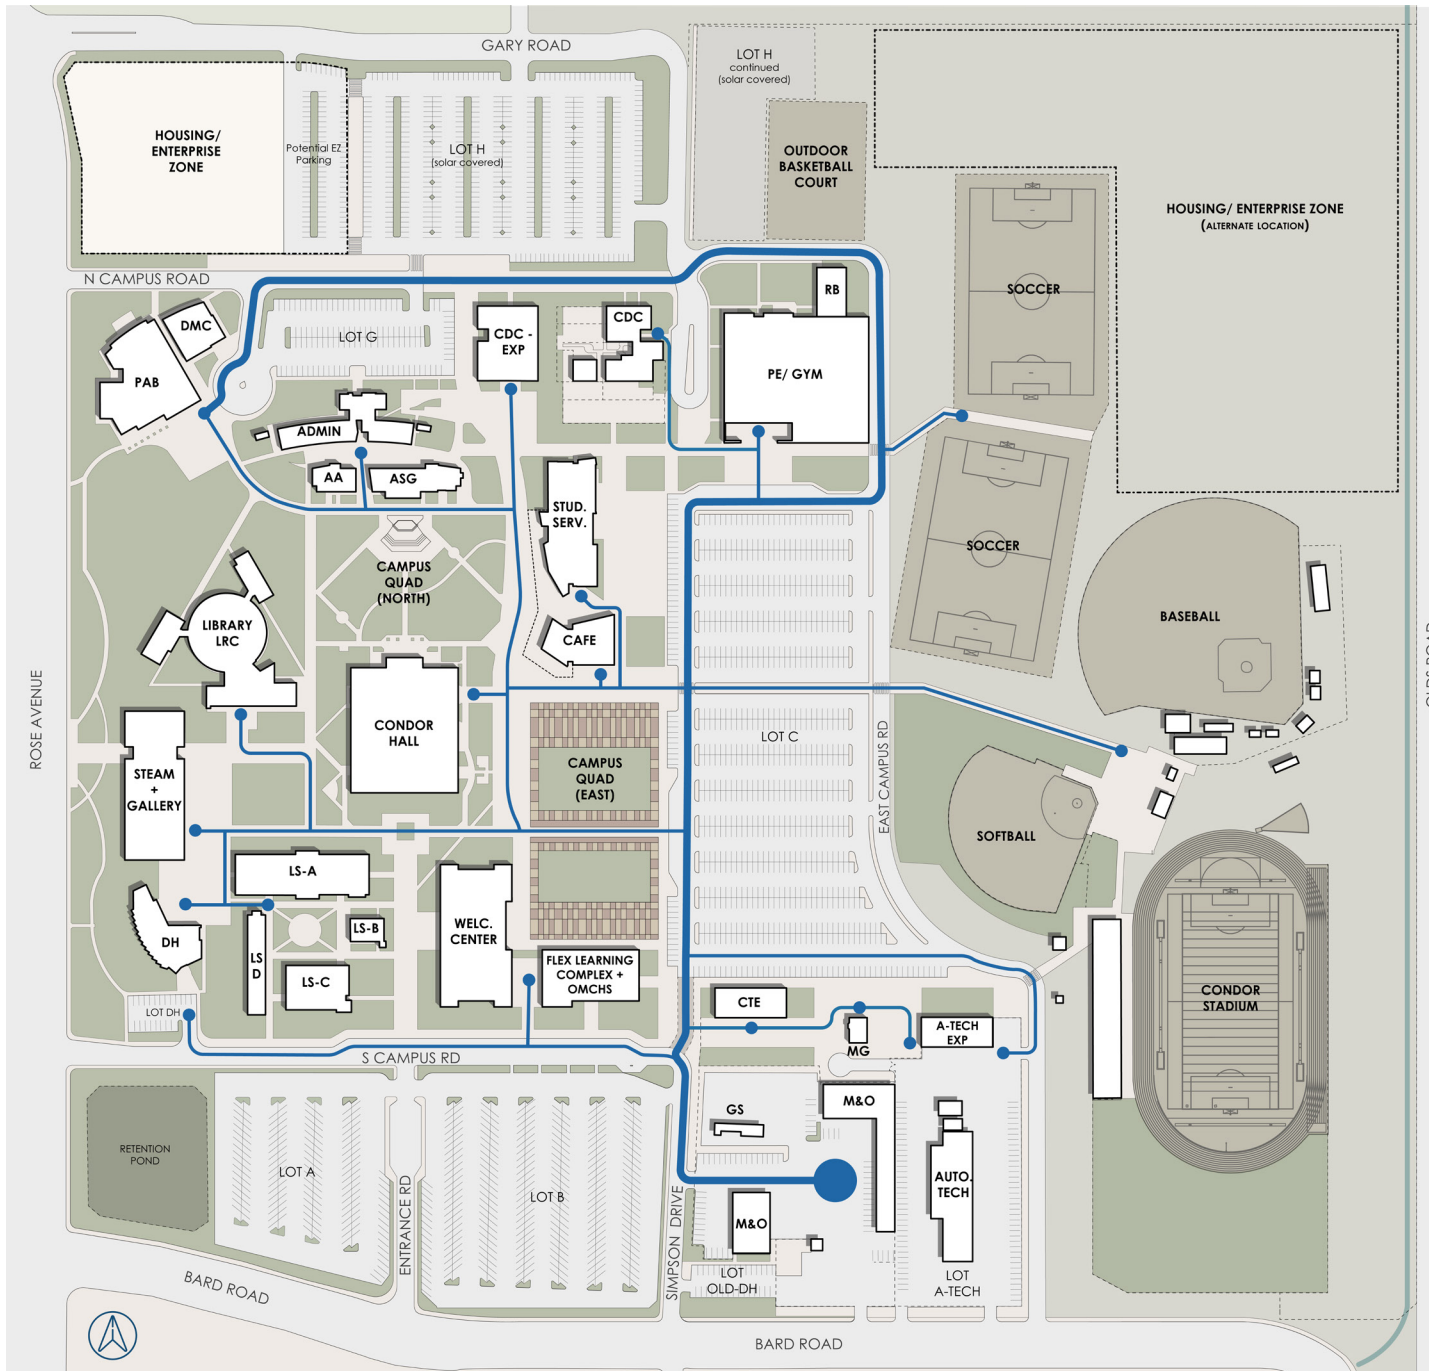 GARY ROAD
LOT H
continued
(solar covered)
HOUSING/
ENTERPRISE
ZONE
Potential EZ
Parking
LOT H
(solar covered)
OUTDOOR
BASKETBALL
COURT
HOUSING/ ENTERPRISE ZONE
(ALTERNATE LOCATION)
N CAMPUS ROAD
RB
SOCCER
DMC
CDC
LOT G
CDC -
EXP
PAB
PE/ GYM
ADMIN
AA
ASG
STUD.
SERV.
SOCCER
CAMPUS
QUAD
(NORTH)
LIBRARY
LRC
CAFE
BASEBALL
ROSE AVENUE
OLDS ROAD
CONDOR
HALL
LOT C
EAST CAMPUS RD
STEAM
+
GALLERY
CAMPUS
QUAD
(EAST)
SOFTBALL
LS-A
WELC.
CENTER
LS-B
DH
LS
D
LS-C
FLEX LEARNING
COMPLEX +
OMCHS
CONDOR
STADIUM
LOT DH
CTE
A-TECH
EXP
MG
S CAMPUS RD
M&O
GS
RETENTION
POND
LOT A
ENTRANCE RD
LOT B
SIMPSON DRIVE
AUTO.
TECH
M&O
LOT
OLD-DH
LOT
A-TECH
BARD ROAD
BARD ROAD